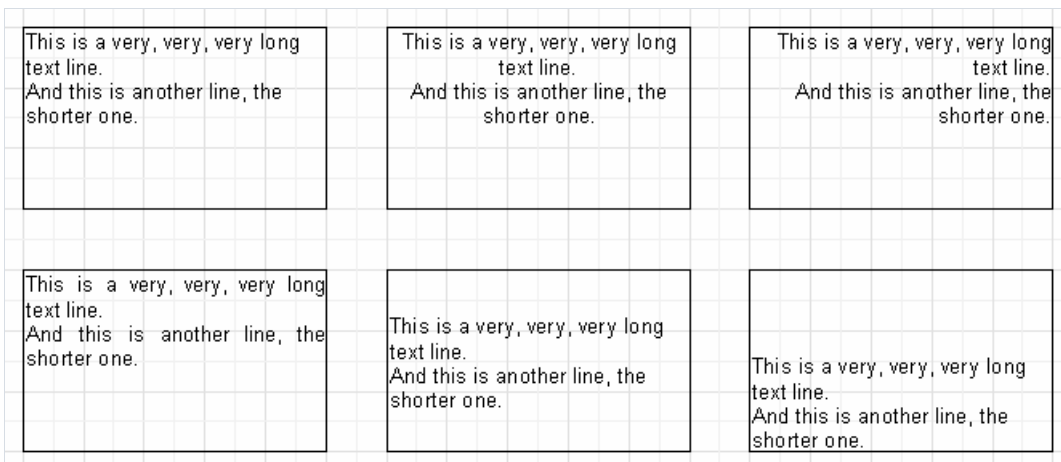 This is a very, very, very long
text line.
And this is another line, the
shorter one.
This is a very, very, very long
text line.
And this is another line, the
shorter one.
This is a very, very, very long
text line.
And this is another line, the
shorter one.
This is a very, very, very long
text line.
And this is another line, the
shorter one.
This is a very, very, very long
text line.
And this is another line, the
shorter one.
This is a very, very, very long
text line.
And this is another line, the
shorter one.